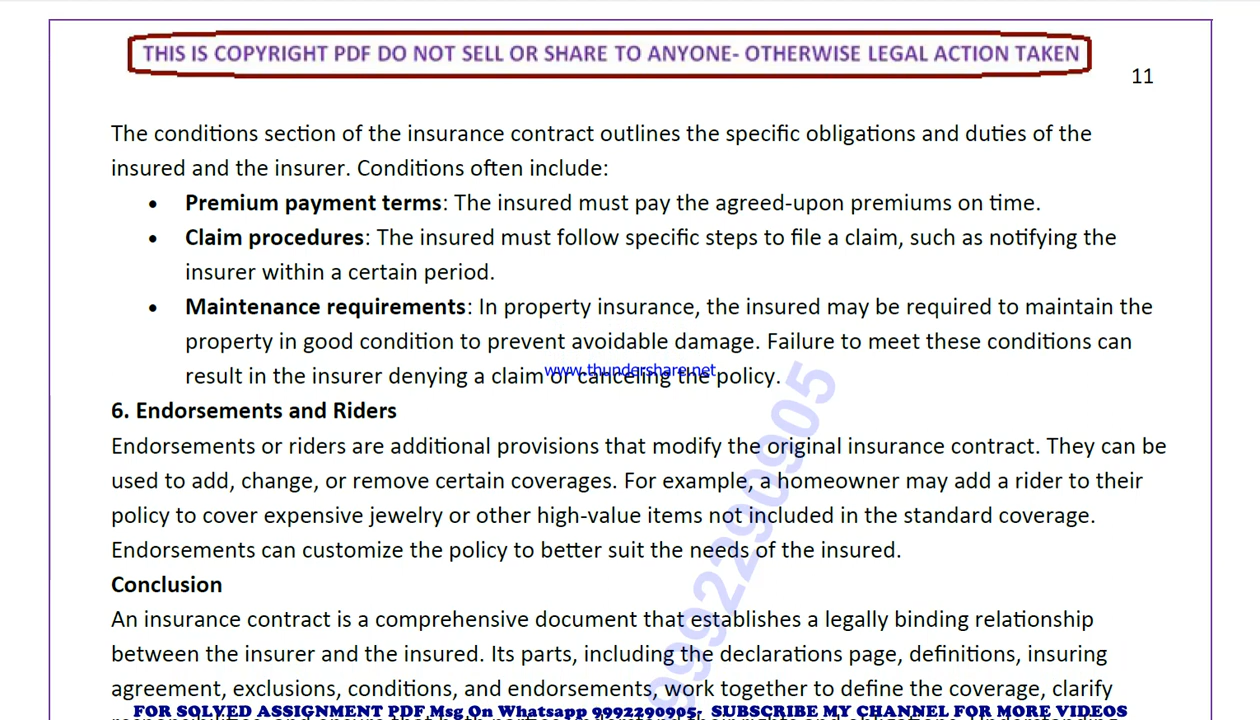 THIS IS COPYRIGHT PDF DO NOT SELL OR SHARE TO ANYONE- OTHERWISE LEGAL ACTION TAKEN
11
The conditions section of the insurance contract outlines the specific obligations and duties of the
insured and the insurer. Conditions often include:
• Premium payment terms: The insured must pay the agreed-upon premiums on time.
• Claim procedures: The insured must follow specific steps to file a claim, such as notifying the
insurer within a certain period.
• Maintenance requirements: In property insurance, the insured may be required to maintain the
property in good condition to prevent avoidable damage. Failure to meet these conditions can
www.thundershare.net
result in the insurer denying a claim or canceling the policy.
6. Endorsements and Riders
Endorsements or riders are additional provisions that modify the original insurance contract. They can be
used to add, change, or remove certain coverages. For example, a homeowner may add a rider to their
policy to cover expensive jewelry or other high-value items not included in the standard coverage.
Endorsements can customize the policy to better suit the needs of the insured.
Conclusion
An insurance contract is a comprehensive document that establishes a legally binding relationship
between the insurer and the insured. Its parts, including the declarations page, definitions, insuring
agreement, exclusions, conditions, and endorsements, work together to define the coverage, clarify
9992290905
FOR SOLVED ASSIGNMENT PDF Msg On Whatsapp 9992290905, SUBSCRIBE MY CHANNEL FOR MORE VIDEOS